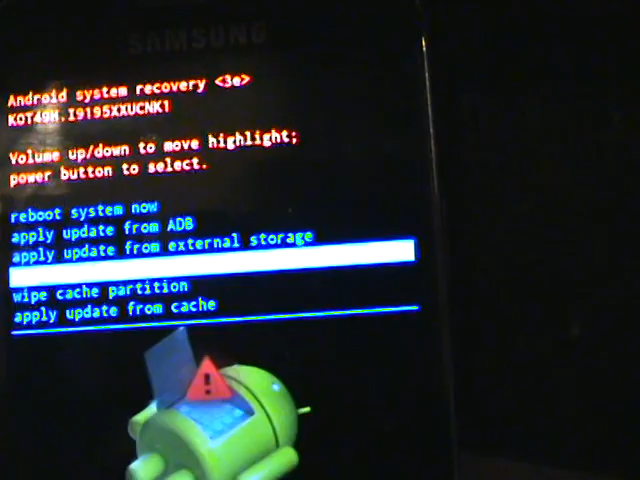 SAMSUNG
Android system recovery <3e>
KOT49H.I9195XXUCNK1
Volume up/down to move highlight;
power button to select.
reboot system now
apply update from ADB
apply update from external storage
wipe cache partition
apply update from cache